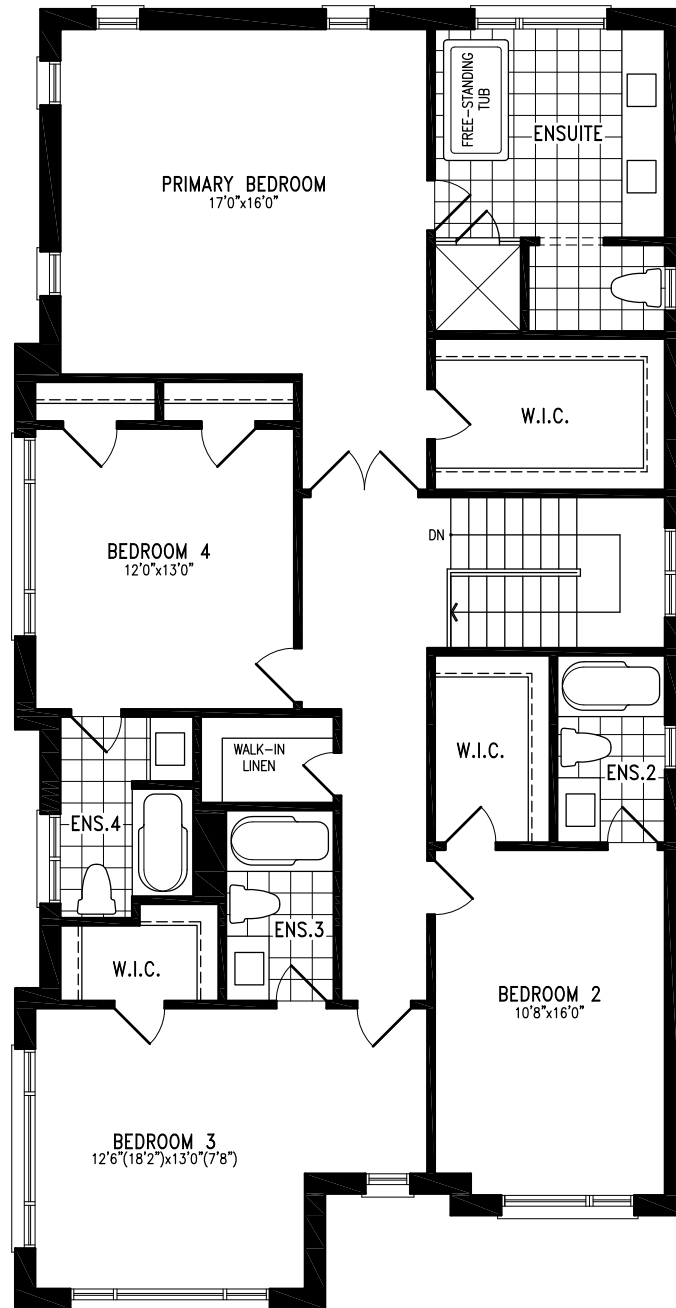 FREE-STANDING
TUB
ENSUITE
PRIMARY BEDROOM
17'0"x16'0"
W.I.C.
DN
BEDROOM 4
12'0"x13'0"
WALK-IN
LINEN
W.I.C.
ENS.2
ENS.4
ENS.3
W.I.C.
BEDROOM 2
10'8"x16'0"
BEDROOM 3
12'6"(18'2")x13'0"(7'8")